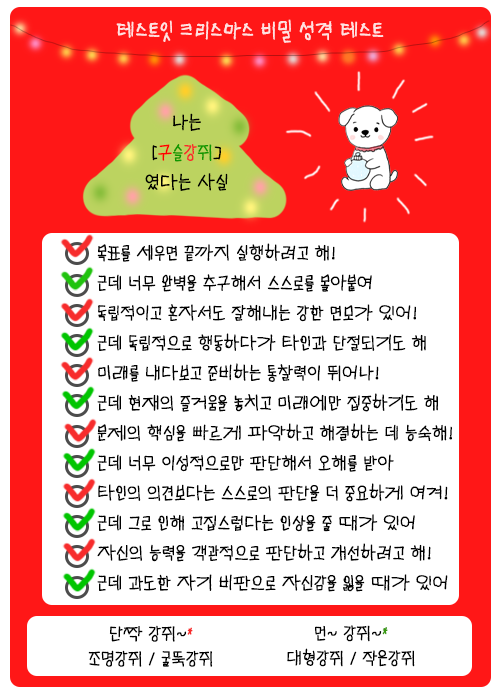 테스트잇 크리스마스 비밀 성격 테스트
나는
[구슬강쥐]
였다는 사실
목표를 세우면 끝까지 실행하려고 해!
근데 너무 완벽을 추구해서 스스로를 몰아붙여
독립적이고 혼자서도 잘해내는 강한 면모가 있어!
근데 독립적으로 행동하다가 타인과 단절되기도 해
미래를 내다보고 준비하는 통찰력이 뛰어나!
근데 현재의 즐거움을 놓치고 미래에만 집중하기도 해
문제의 핵심을 빠르게 파악하고 해결하는 데 능숙해!
근데 너무 이성적으로만 판단해서 오해를 받아
타인의 의견보다는 스스로의 판단을 더 중요하게 여겨!
근데 그로 인해 고집스럽다는 인상을 줄 때가 있어
자신의 능력을 객관적으로 판단하고 개선하려고 해!
근데 과도한 자기 비판으로 자신감을 잃을 때가 있어
단짝 강쥐~*
조명강쥐 / 굴뚝강쥐
먼~ 강쥐~*
대형강쥐 / 작은강쥐